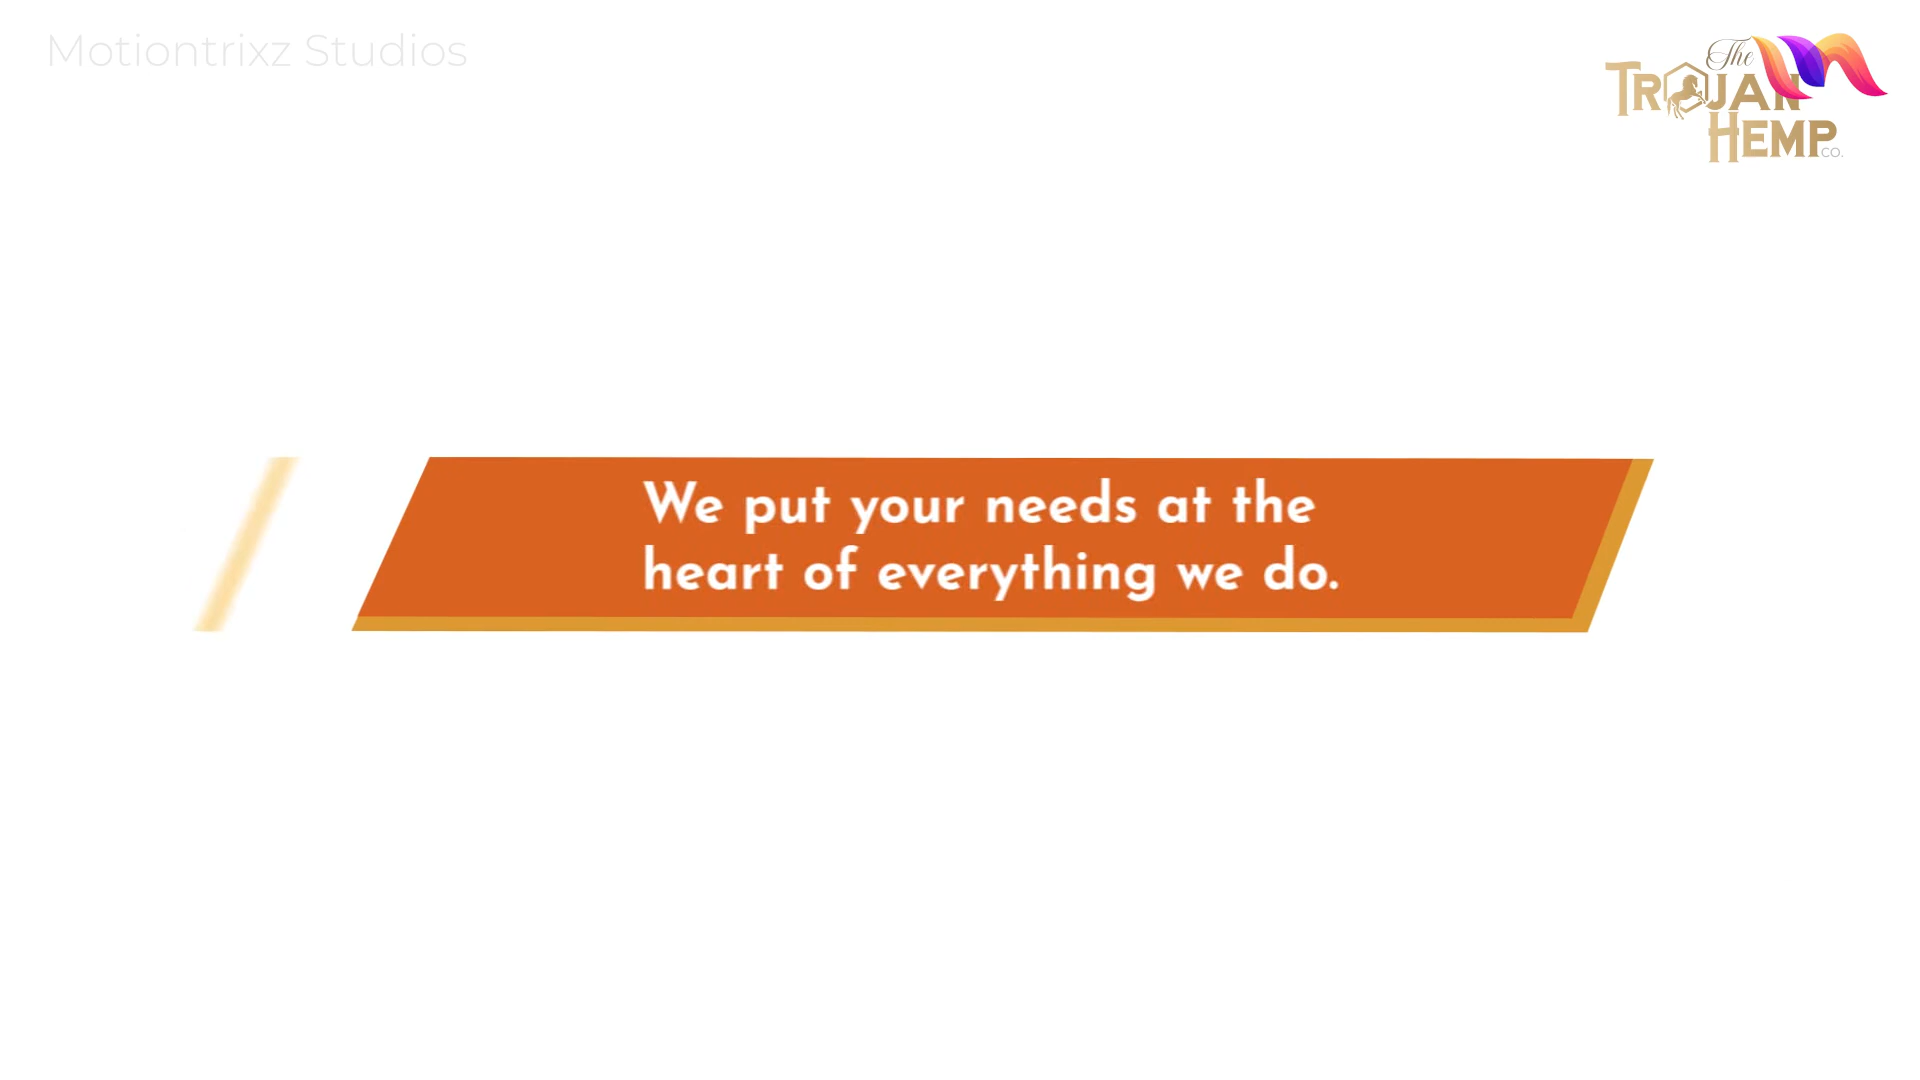 Motiontrixz Studios
The
TROJAN
HEMP
CO.
We put your needs at the
heart of everything we do.